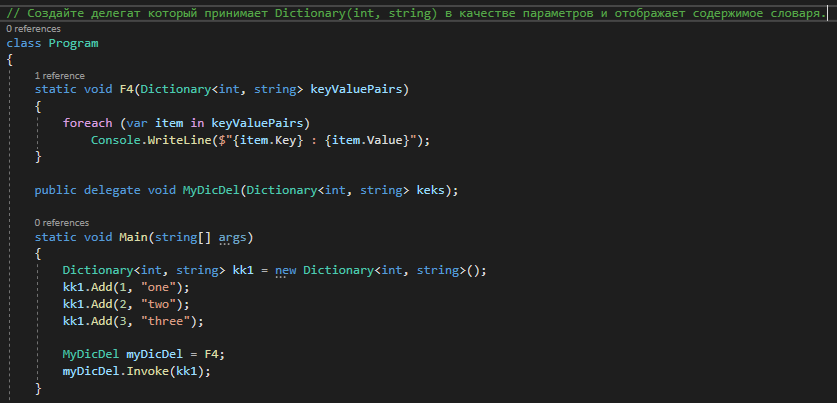 // Создайте делегат который принимает Dictionary(int, string) в качестве параметров и отображает содержимое словаря.
0 references
class Program
{
1 reference
static void F4(Dictionary<int, string> keyValuePairs)
{
foreach (var item in keyValuePairs)
Console.WriteLine($"{item.Key} : {item.Value}");
}
public delegate void MyDicDel(Dictionary<int, string> keks);
0 references
static void Main(string[] args)
{
Dictionary<int, string> kk1 = new Dictionary<int, string>();
kk1.Add(1, "one");
kk1.Add(2, "two");
kk1.Add(3, "three");
MyDicDel myDicDel = F4;
myDicDel.Invoke(kk1);
}